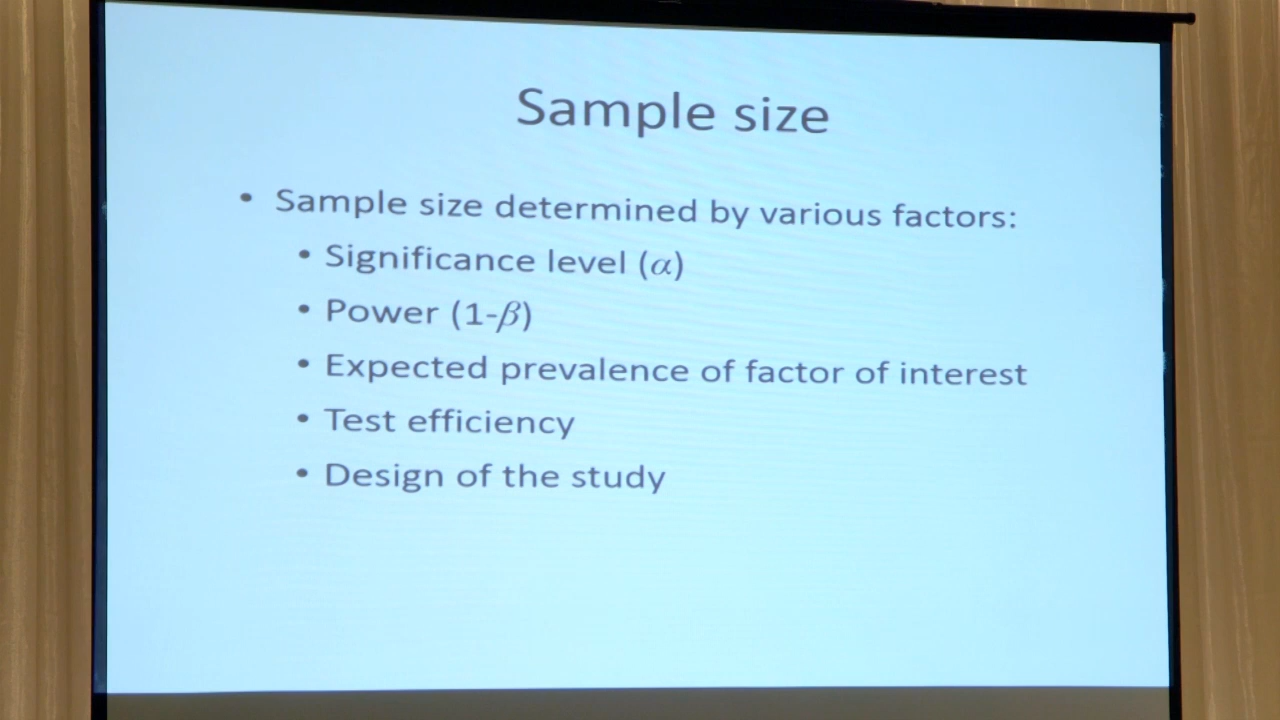 Sample size
• Sample size determined by various factors:
• Significance level (α)
• Power (1-β)
• Expected prevalence of factor of interest
• Test efficiency
• Design of the study